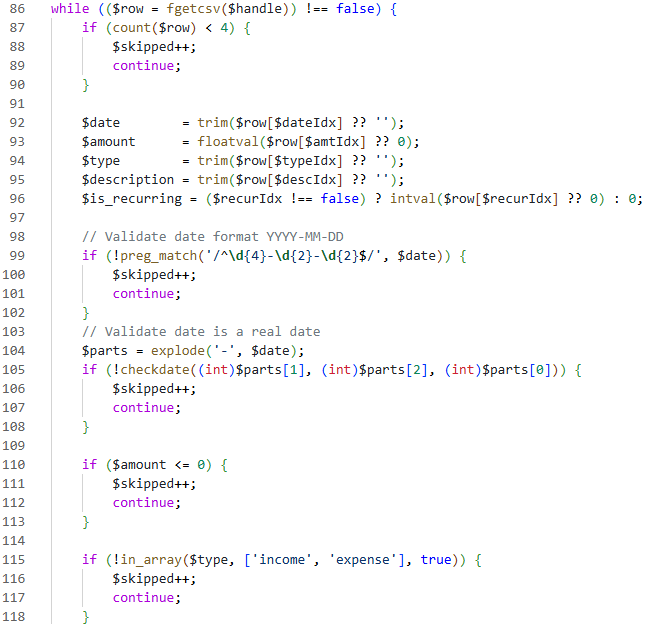 86 while (($row = fgetcsv($handle)) !== false) {
87     if (count($row) < 4) {
88         $skipped++;
89         continue;
90     }
91
92     $date        = trim($row[$dateIdx] ?? '');
93     $amount      = floatval($row[$amtIdx] ?? 0);
94     $type        = trim($row[$typeIdx] ?? '');
95     $description = trim($row[$descIdx] ?? '');
96     $is_recurring = ($recurIdx !== false) ? intval($row[$recurIdx] ?? 0) : 0;
97
98     // Validate date format YYYY-MM-DD
99     if (!preg_match('/^\d{4}-\d{2}-\d{2}$/', $date)) {
100         $skipped++;
101         continue;
102     }
103     // Validate date is a real date
104     $parts = explode('-', $date);
105     if (!checkdate((int)$parts[1], (int)$parts[2], (int)$parts[0])) {
106         $skipped++;
107         continue;
108     }
109
110     if ($amount <= 0) {
111         $skipped++;
112         continue;
113     }
114
115     if (!in_array($type, ['income', 'expense'], true)) {
116         $skipped++;
117         continue;
118     }